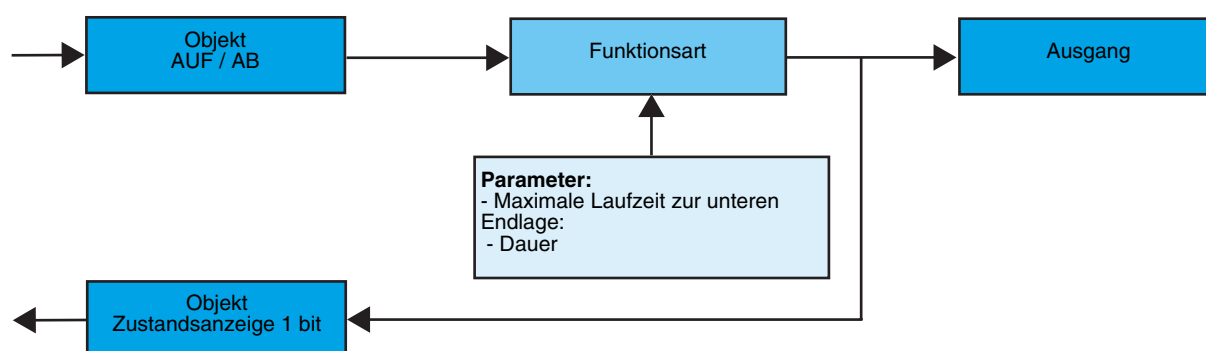 Objekt
AUF / AB
Funktionsart
Ausgang
Parameter:
- Maximale Laufzeit zur unteren
Endlage:
- Dauer
Objekt
Zustandsanzeige 1 bit